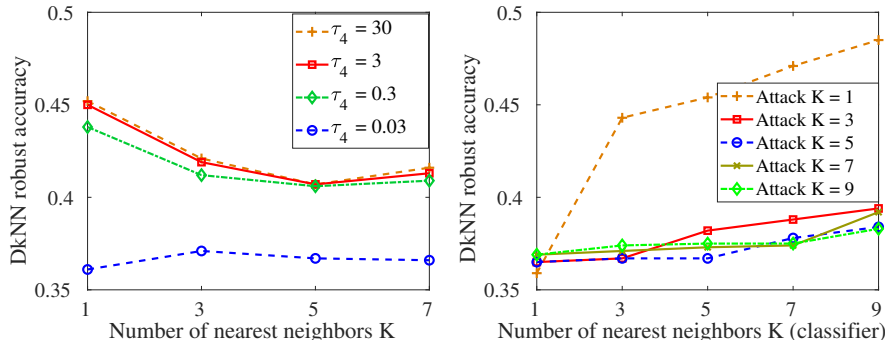 0.5
0.45
0.4
0.35
DkNN robust accuracy
1 3 5 7
Number of nearest neighbors K
τ4 = 30
τ4 = 3
τ4 = 0.3
τ4 = 0.03
0.5
0.45
0.4
0.35
DkNN robust accuracy
1 3 5 7 9
Number of nearest neighbors K (classifier)
Attack K = 1
Attack K = 3
Attack K = 5
Attack K = 7
Attack K = 9